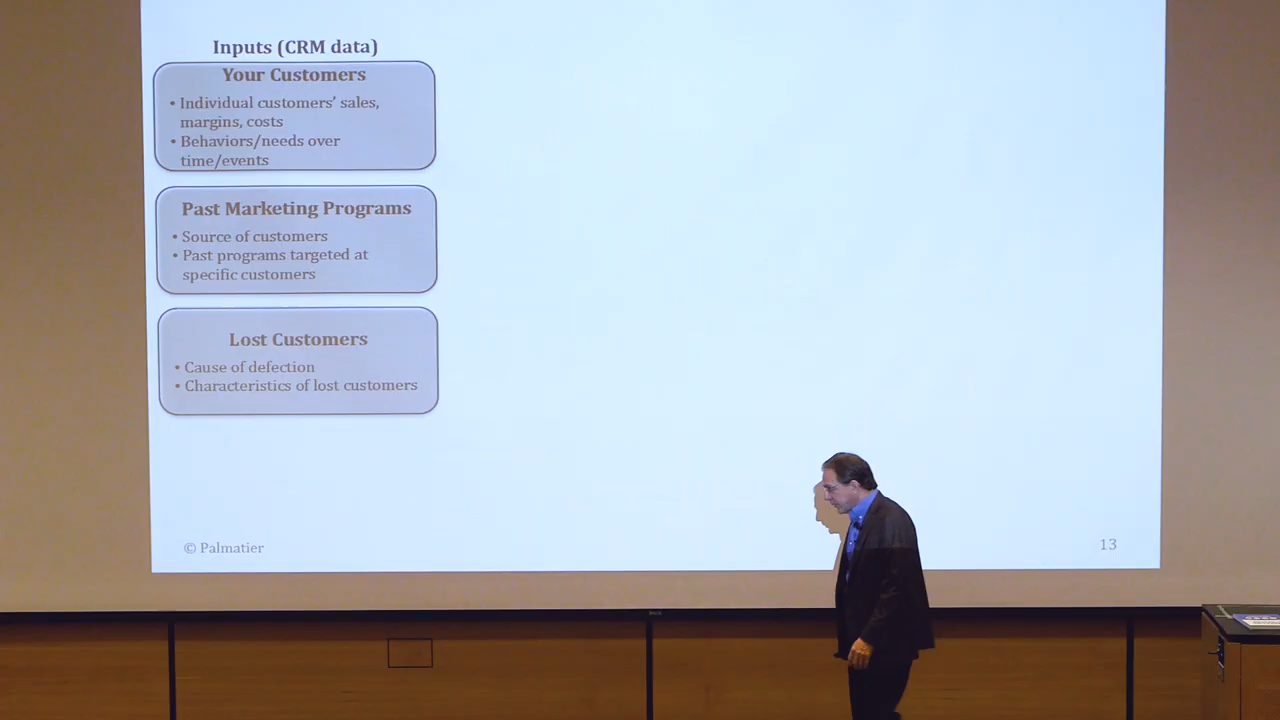 Inputs (CRM data)
Your Customers
• Individual customers’ sales,
margins, costs
• Behaviors/needs over
time/events
Past Marketing Programs
• Source of customers
• Past programs targeted at
specific customers
Lost Customers
• Cause of defection
• Characteristics of lost customers
© Palmatier
13